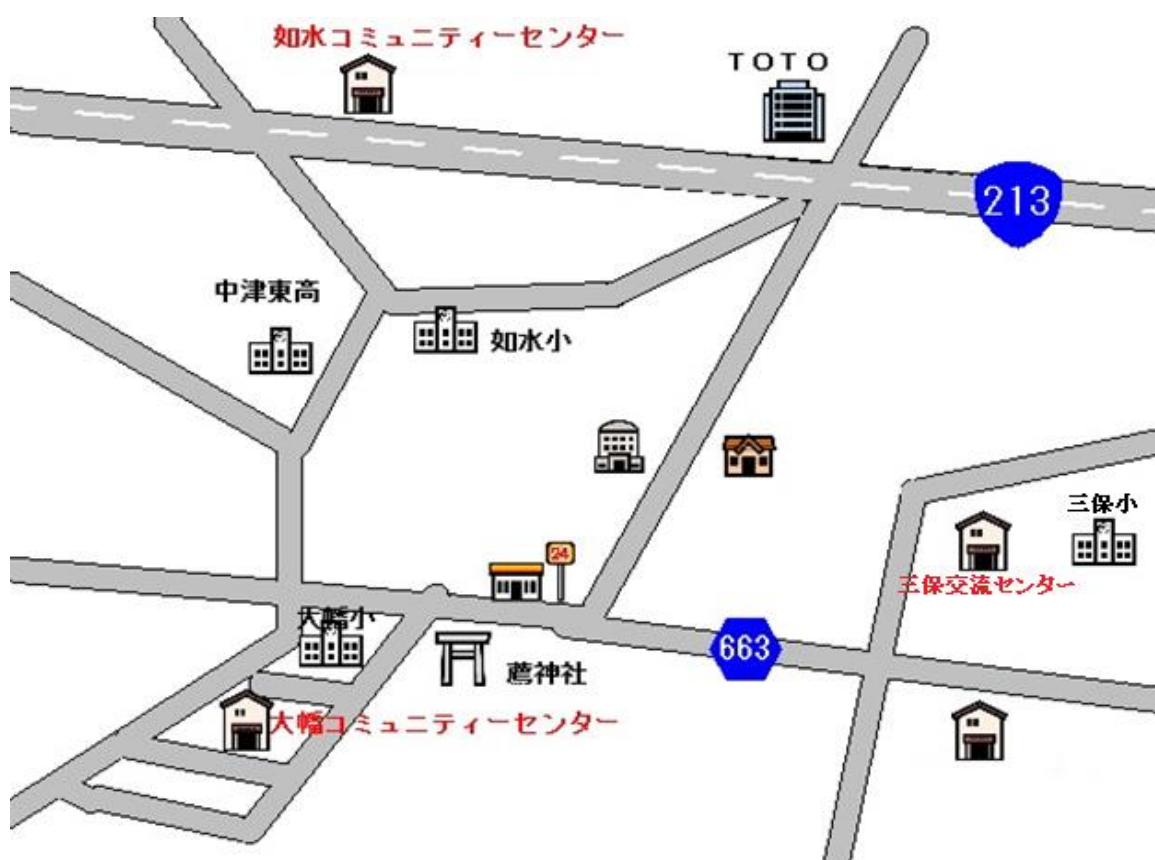 如水コミュニティーセンター
TOTO
213
中津東高
如水小
三保小
24
三保交流センター
大幡小
663
薦神社
大幡コミュニティーセンター